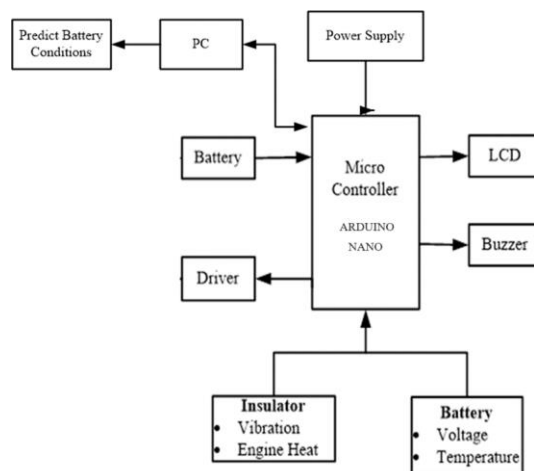 Predict Battery
Conditions
PC
Power Supply
Battery
Micro
Controller
ARDUINO
NANO
LCD
Buzzer
Driver
Insulator
• Vibration
• Engine Heat
Battery
• Voltage
• Temperature